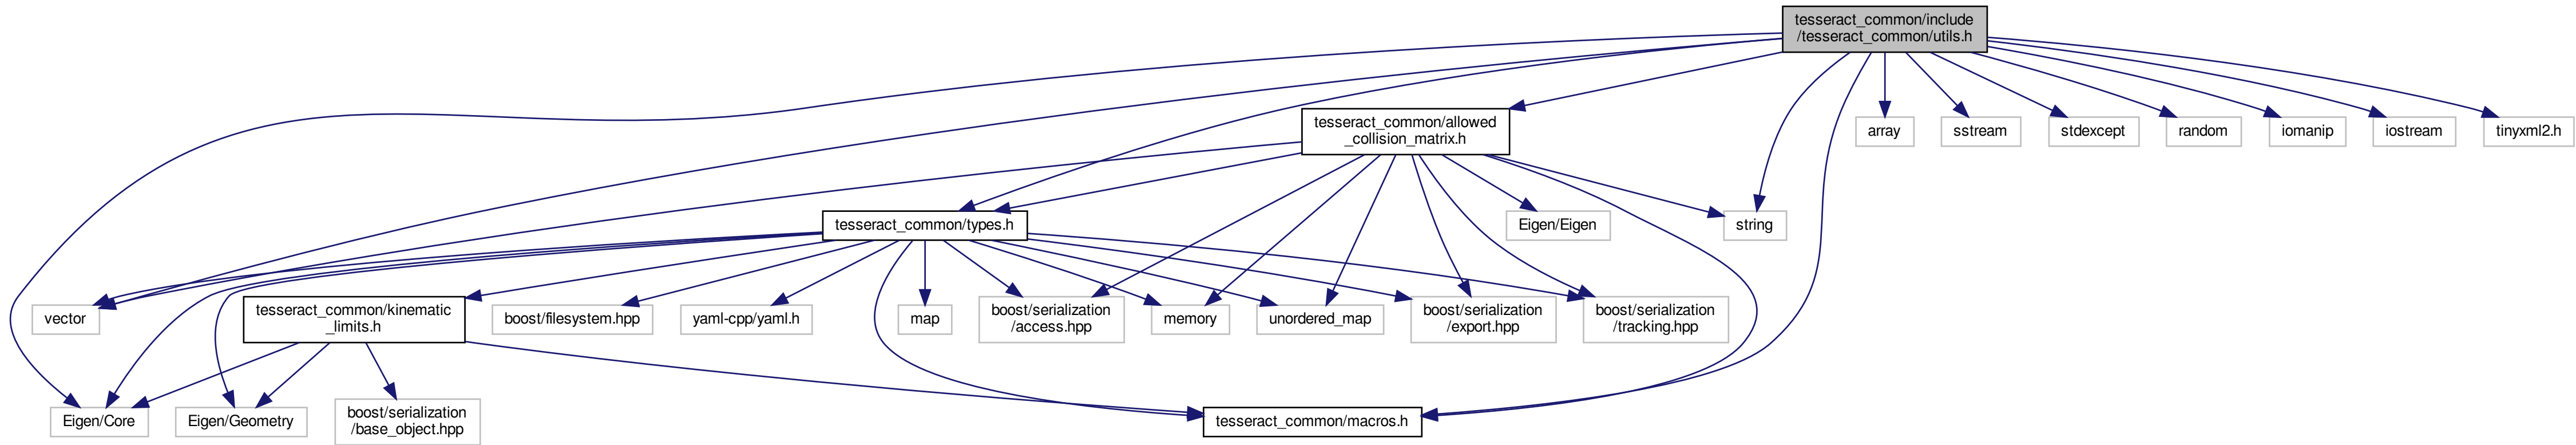 tesseract_common/include
/tesseract_common/utils.h
tesseract_common/allowed
_collision_matrix.h
array
sstream
stdexcept
random
iomanip
iostream
tinyxml2.h
tesseract_common/types.h
Eigen/Eigen
string
vector
tesseract_common/kinematic
_limits.h
boost/filesystem.hpp
yaml-cpp/yaml.h
map
boost/serialization
/access.hpp
memory
unordered_map
boost/serialization
/export.hpp
boost/serialization
/tracking.hpp
Eigen/Core
Eigen/Geometry
boost/serialization
/base_object.hpp
tesseract_common/macros.h